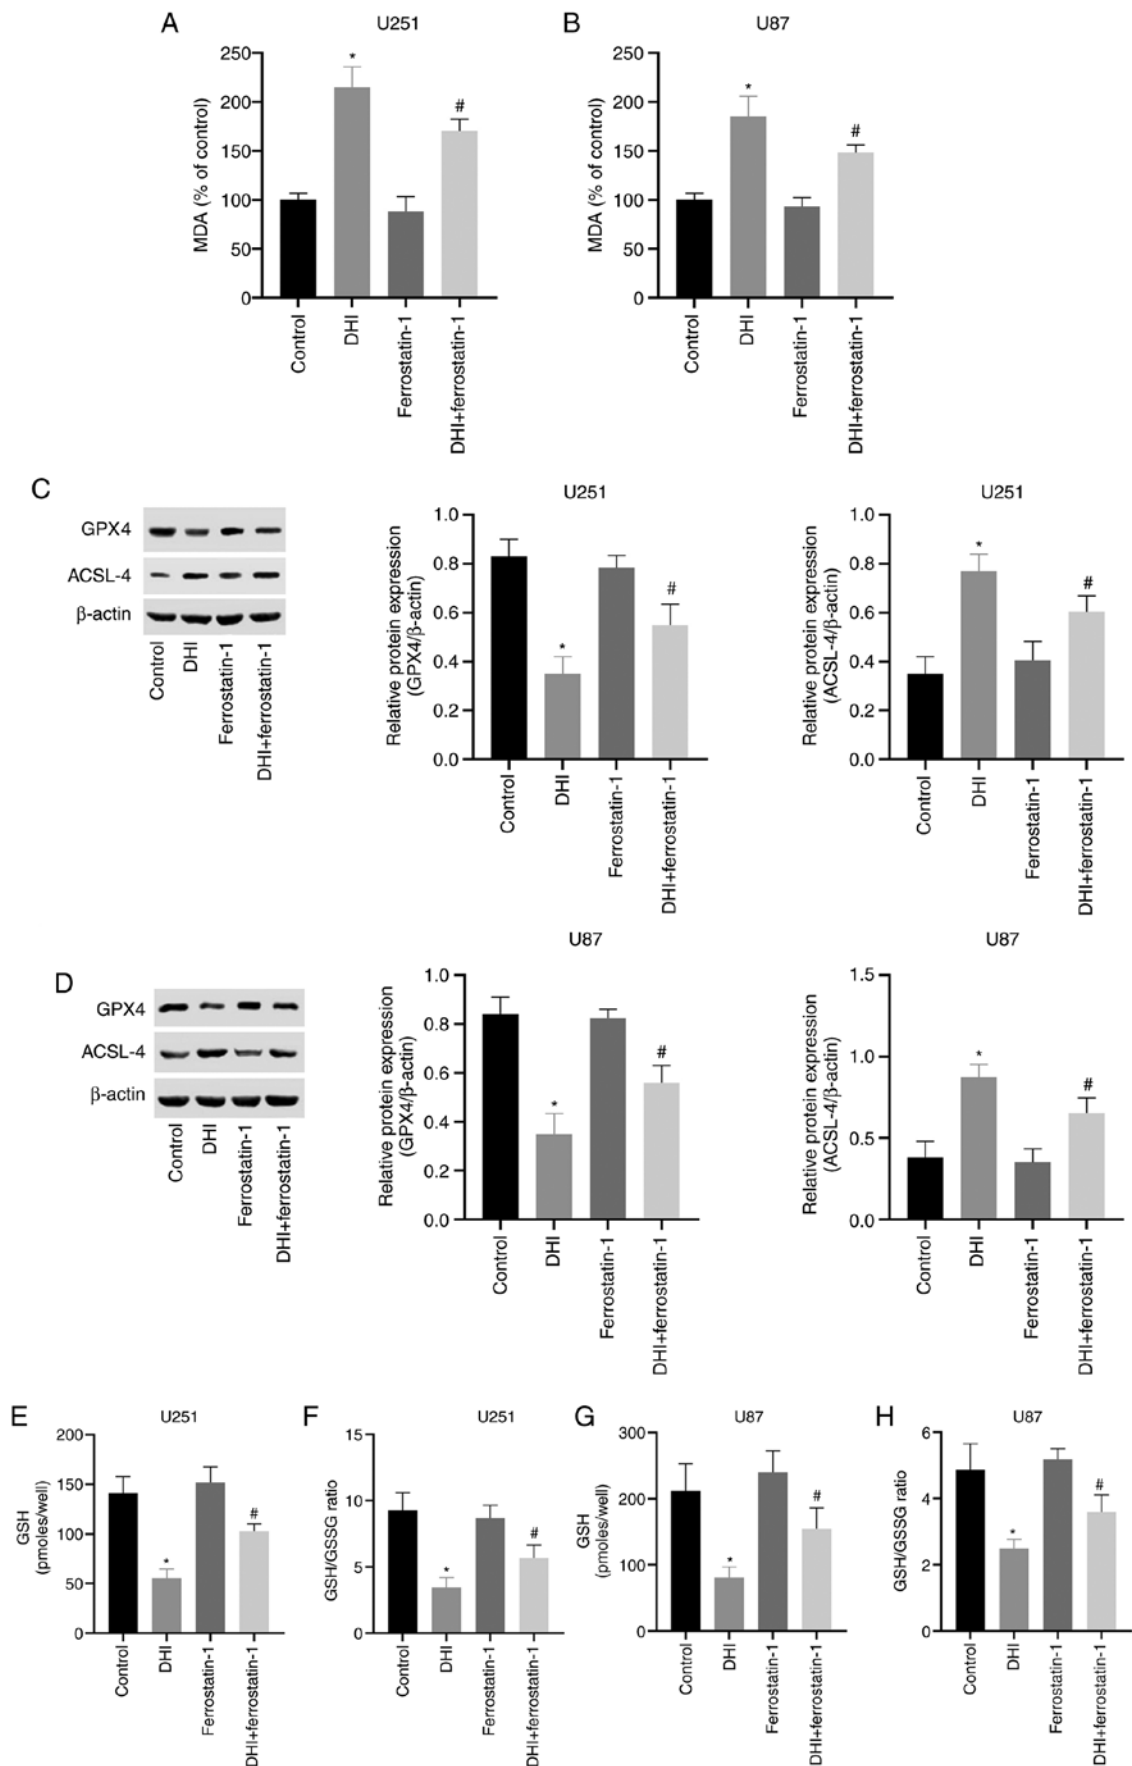 A
U251
MDA (% of control)
250
200
150
100
50
0
*
#
Control
DHI
Ferrostatin-1
DHI+ferrostatin-1
B
U87
MDA (% of control)
250
200
150
100
50
0
*
#
Control
DHI
Ferrostatin-1
DHI+ferrostatin-1
C
GPX4
ACSL-4
β-actin
Control
DHI
Ferrostatin-1
DHI+ferrostatin-1
U251
Relative protein expression
(GPX4/β-actin)
1.0
0.8
0.6
0.4
0.2
0.0
*
#
Control
DHI
Ferrostatin-1
DHI+ferrostatin-1
U251
Relative protein expression
(ACSL-4/β-actin)
1.0
0.8
0.6
0.4
0.2
0.0
*
#
Control
DHI
Ferrostatin-1
DHI+ferrostatin-1
D
GPX4
ACSL-4
β-actin
Control
DHI
Ferrostatin-1
DHI+ferrostatin-1
U87
Relative protein expression
(GPX4/β-actin)
1.0
0.8
0.6
0.4
0.2
0.0
*
#
Control
DHI
Ferrostatin-1
DHI+ferrostatin-1
U87
Relative protein expression
(ACSL-4/β-actin)
1.5
1.0
0.5
0.0
*
#
Control
DHI
Ferrostatin-1
DHI+ferrostatin-1
E
U251
GSH
(pmoles/well)
200
150
100
50
0
*
#
Control
DHI
Ferrostatin-1
DHI+ferrostatin-1
F
U251
GSH/GSSG ratio
15
10
5
0
*
#
Control
DHI
Ferrostatin-1
DHI+ferrostatin-1
G
U87
GSH
(pmoles/well)
300
200
100
0
*
#
Control
DHI
Ferrostatin-1
DHI+ferrostatin-1
H
U87
GSH/GSSG ratio
6
4
2
0
*
#
Control
DHI
Ferrostatin-1
DHI+ferrostatin-1